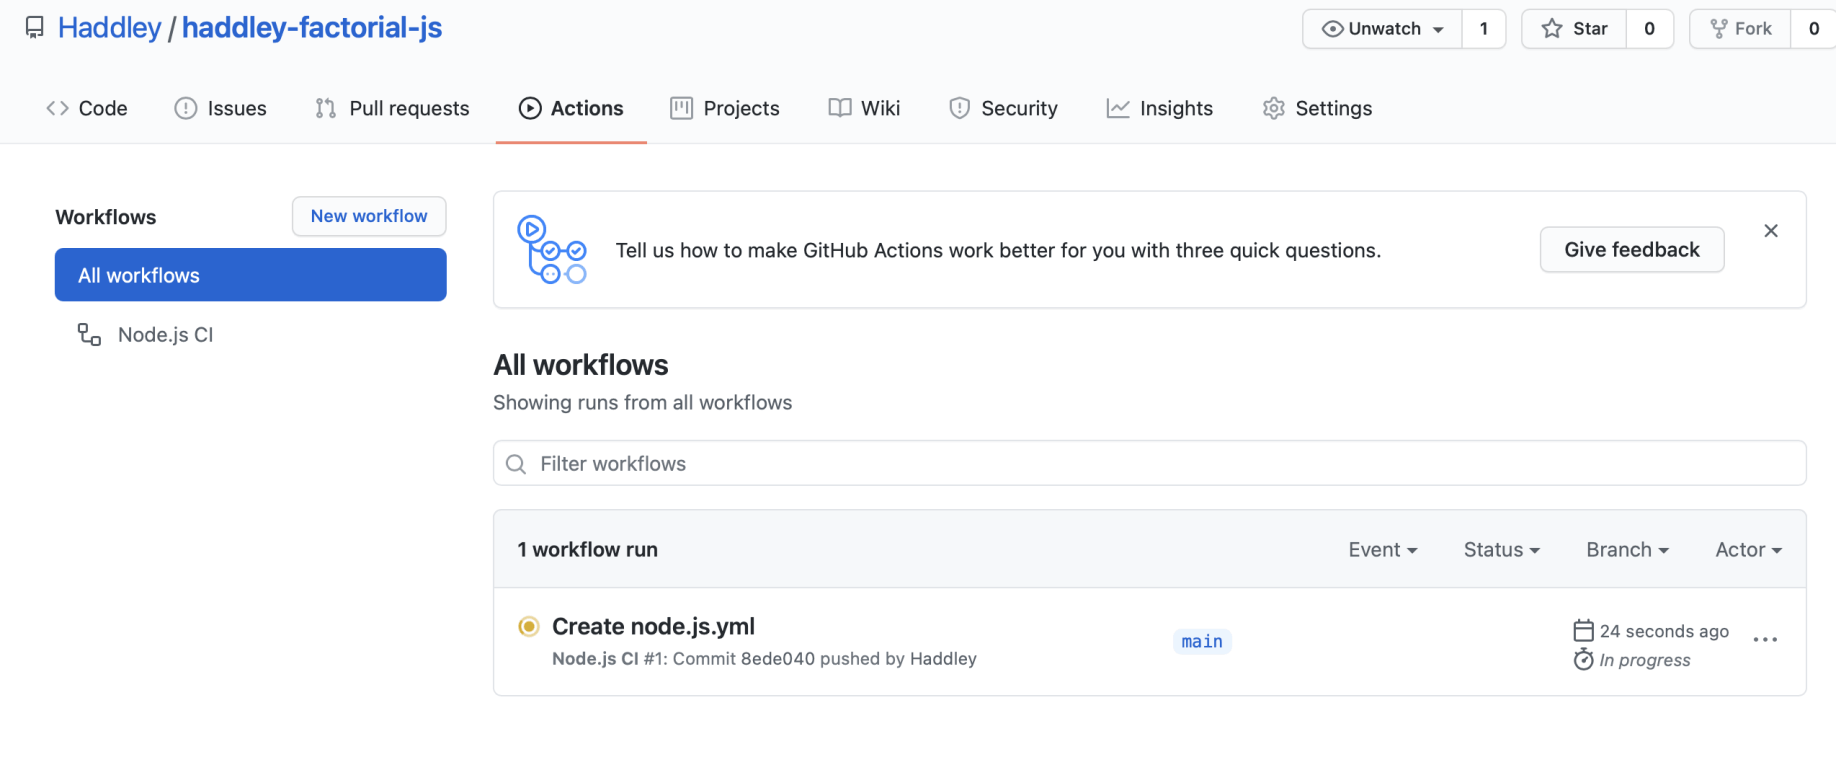 Haddley / haddley-factorial-js
Unwatch 1
Star 0
Fork 0
Code
Issues
Pull requests
Actions
Projects
Wiki
Security
Insights
Settings
Workflows
New workflow
All workflows
Node.js CI
Tell us how to make GitHub Actions work better for you with three quick questions.
Give feedback
All workflows
Showing runs from all workflows
Filter workflows
1 workflow run
Event
Status
Branch
Actor
Create node.js.yml
Node.js CI #1: Commit 8ede040 pushed by Haddley
main
24 seconds ago
In progress